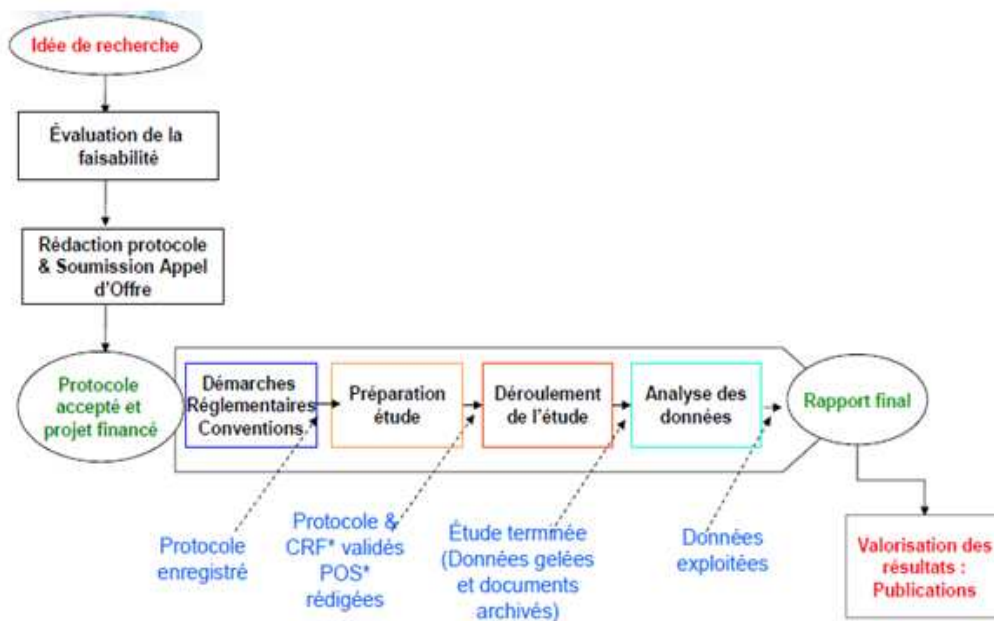 Idée de recherche
Évaluation de la
faisabilité
Rédaction protocole
& Soumission Appel
d'Offre
Protocole
accepté et
projet financé
Démarches
Réglementaires
Conventions
Préparation
étude
Déroulement
de l'étude
Analyse des
données
Rapport final
Protocole
enregistré
Protocole &
CRF* validés
POS*
rédigées
Étude terminée
(Données gelées
et documents
archivés)
Données
exploitées
Valorisation des
résultats :
Publications